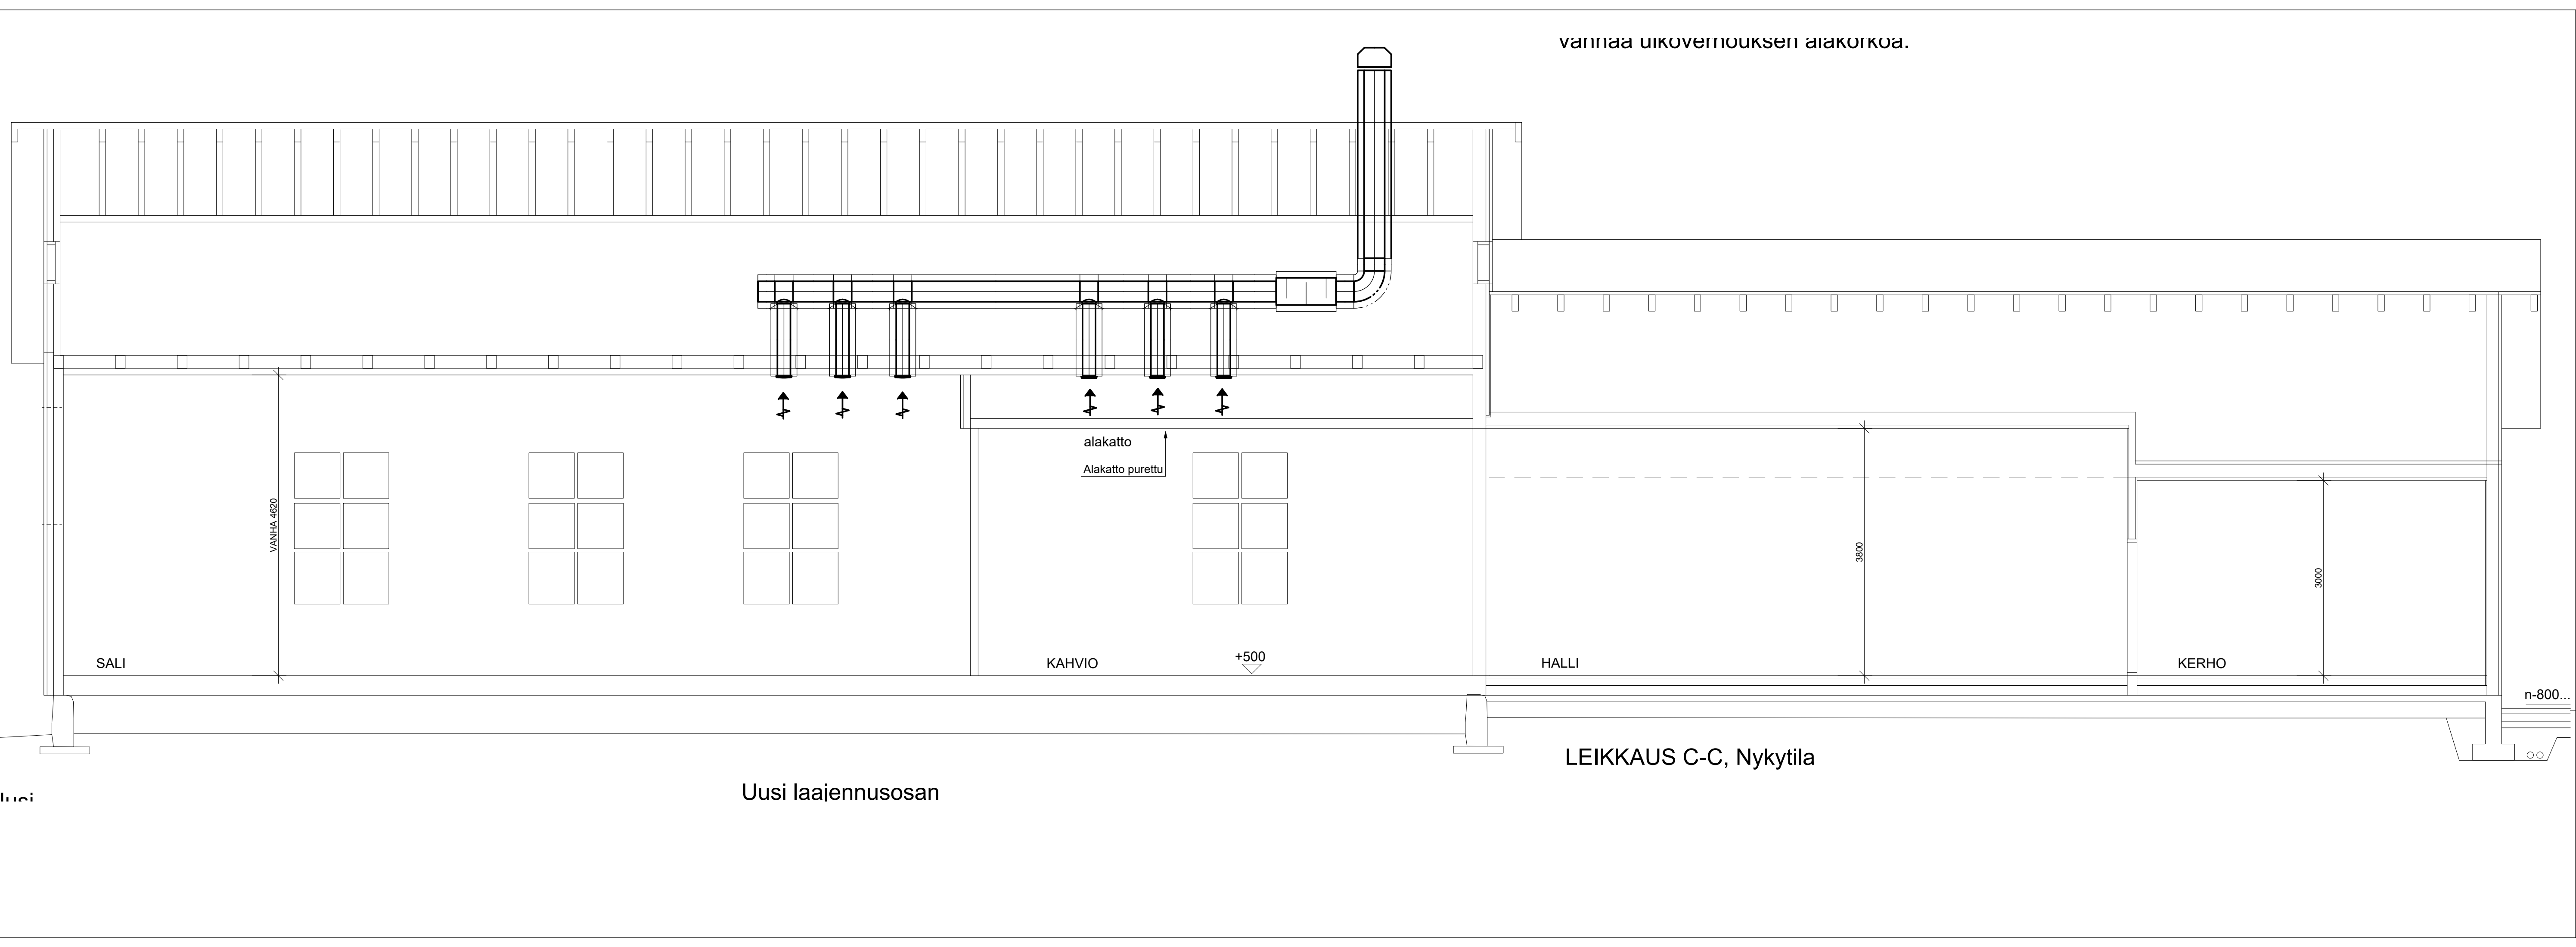 vanhaa ulkoverhouksen alakorkoa.
alakatto
Alakatto purettu
VANHA 4620
3800
3000
SALI
KAHVIO
+500
HALLI
KERHO
n-800...
LEIKKAUS C-C, Nykytila
Uusi laajennusosan
Uusi